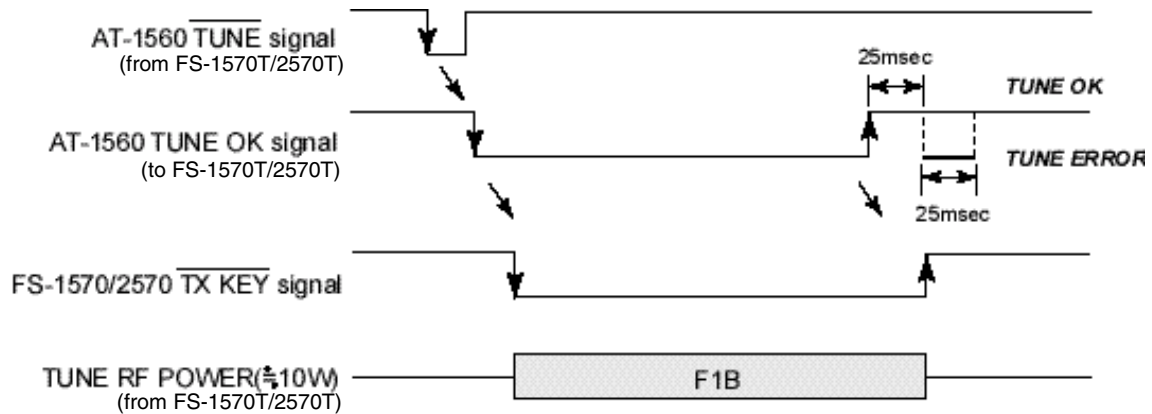 AT-1560 TUNE signal
(from FS-1570T/2570T)
25msec
TUNE OK
AT-1560 TUNE OK signal
(to FS-1570T/2570T)
TUNE ERROR
25msec
FS-1570/2570 TX KEY signal
TUNE RF POWER(≒10W)
(from FS-1570T/2570T)
F1B